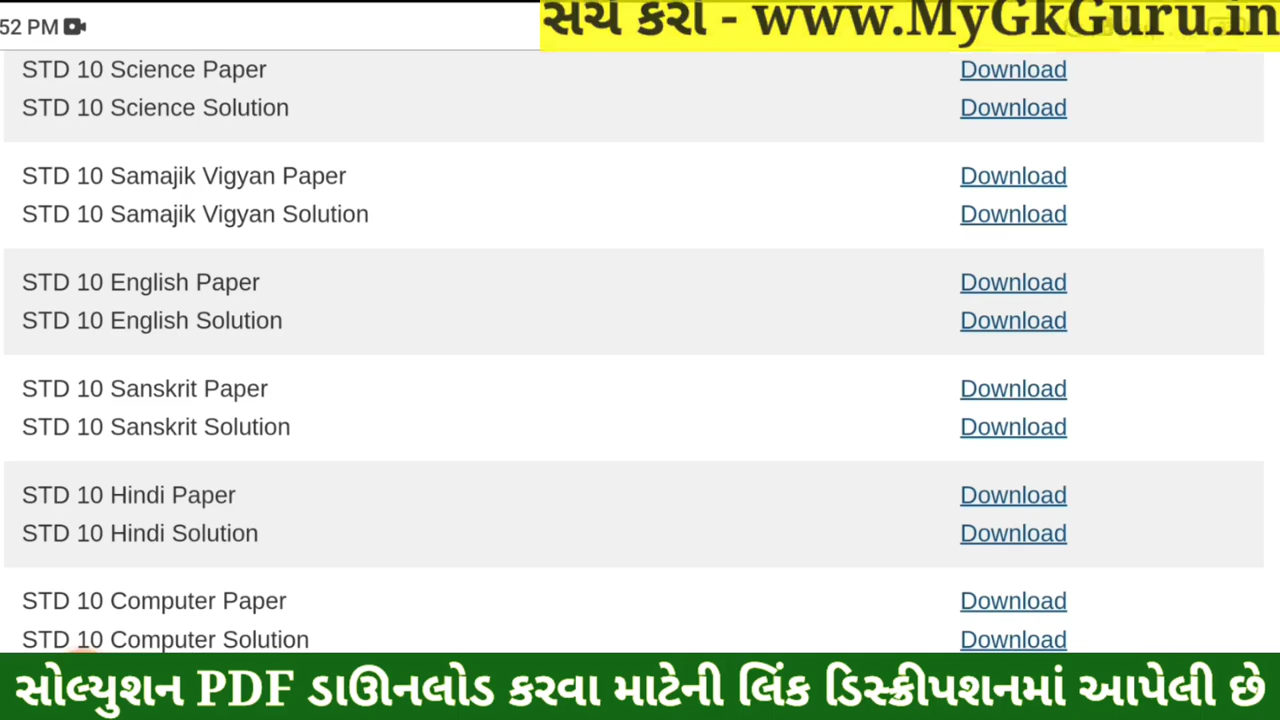 52 PM
સર્ચ કરો - www.MyGkGuru.in
STD 10 Science Paper Download
STD 10 Science Solution Download
STD 10 Samajik Vigyan Paper Download
STD 10 Samajik Vigyan Solution Download
STD 10 English Paper Download
STD 10 English Solution Download
STD 10 Sanskrit Paper Download
STD 10 Sanskrit Solution Download
STD 10 Hindi Paper Download
STD 10 Hindi Solution Download
STD 10 Computer Paper Download
STD 10 Computer Solution Download
સોલ્યુશન PDF ડાઊનલોડ કરવા માટેની લિંક ડિસ્ક્રીપશનમાં આપેલી છે